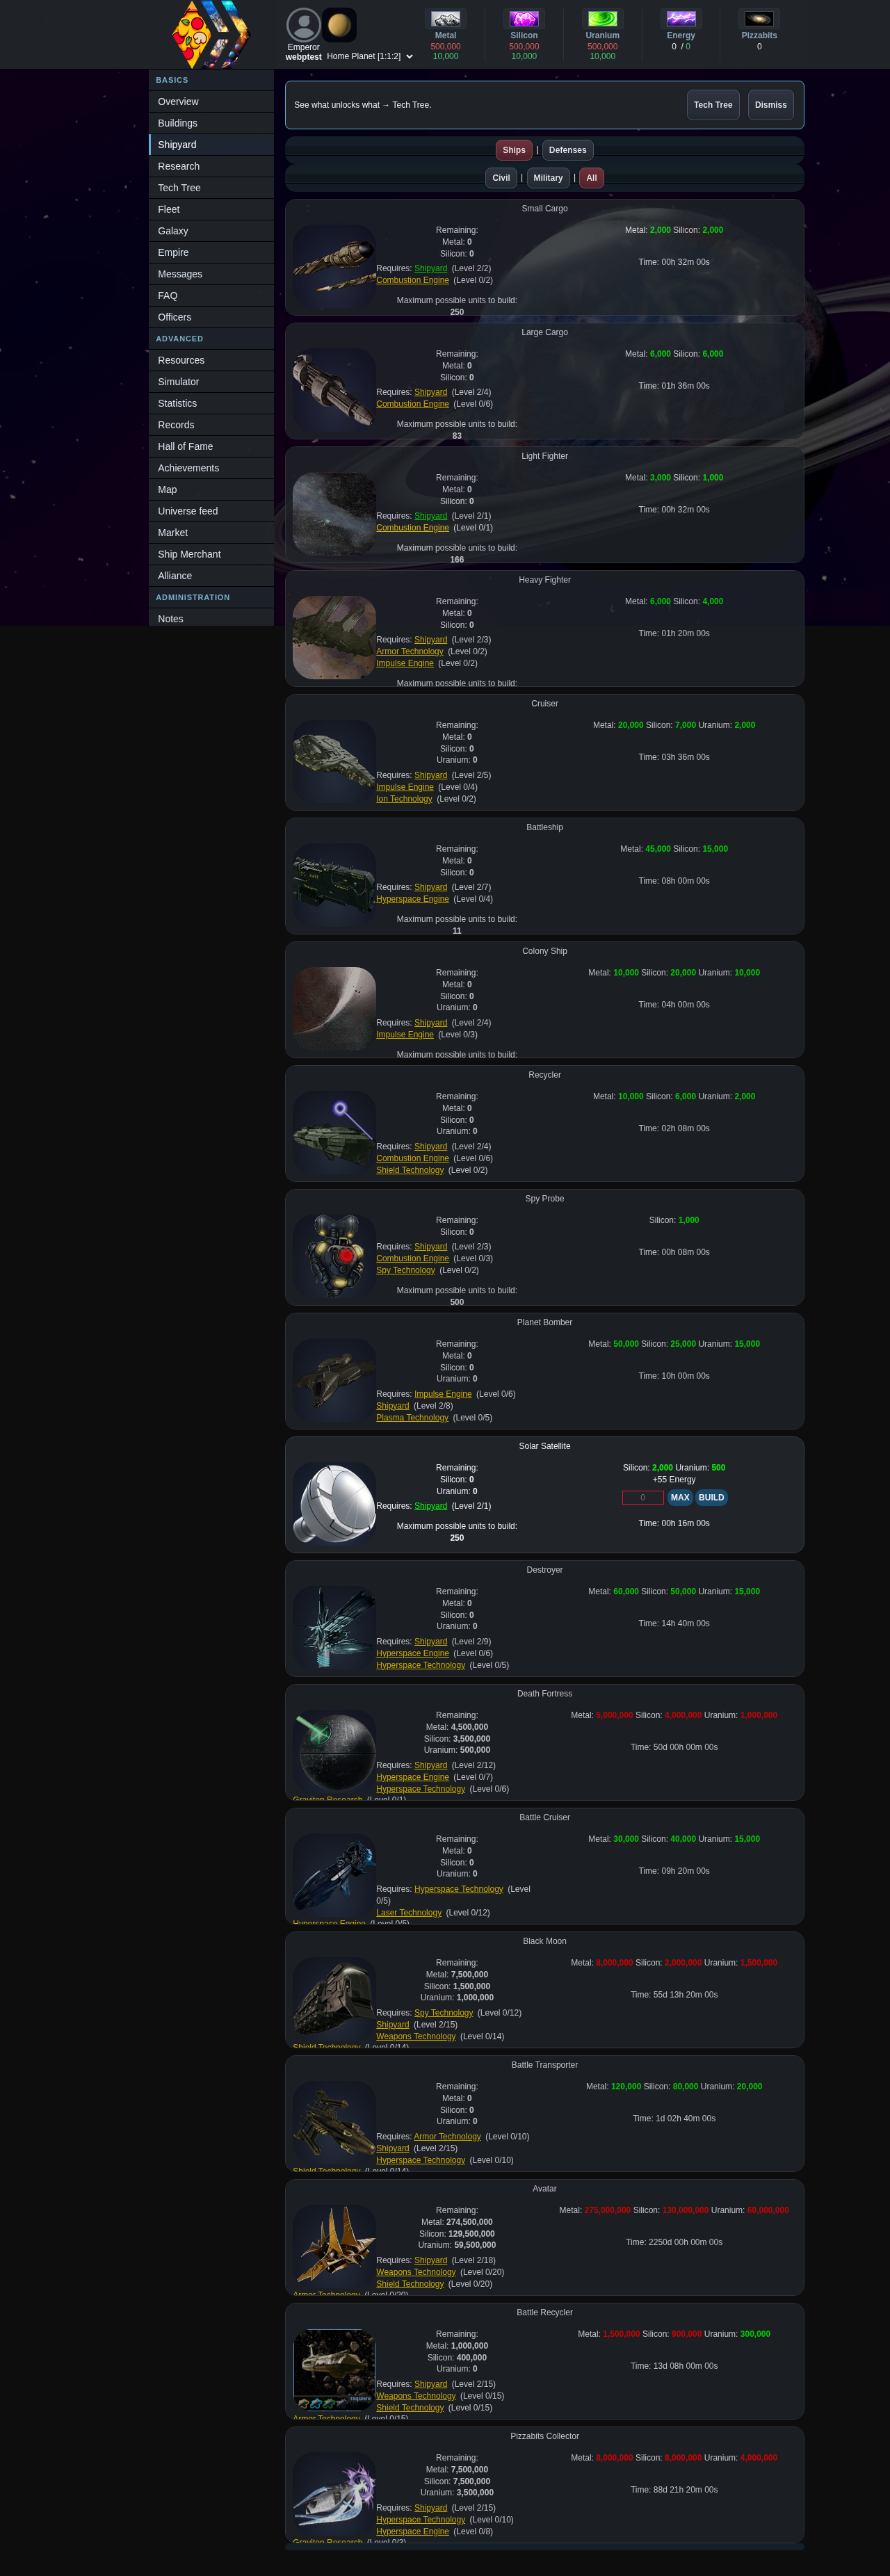 Emperor
webptest
Home Planet [1:1:2]
Metal
500,000
10,000
Silicon
500,000
10,000
Uranium
500,000
10,000
Energy
0 / 0
Pizzabits
0
BASICS
Overview
Buildings
Shipyard
Research
Tech Tree
Fleet
Galaxy
Empire
Messages
FAQ
Officers
ADVANCED
Resources
Simulator
Statistics
Records
Hall of Fame
Achievements
Map
Universe feed
Market
Ship Merchant
Alliance
ADMINISTRATION
Notes
See what unlocks what → Tech Tree.
Tech Tree
Dismiss
Ships | Defenses
Civil | Military | All
Small Cargo
Remaining:
Metal: 0
Silicon: 0
Requires: Shipyard (Level 2/2)
Combustion Engine (Level 0/2)
Maximum possible units to build:
250
Metal: 2,000 Silicon: 2,000
Time: 00h 32m 00s
Large Cargo
Remaining:
Metal: 0
Silicon: 0
Requires: Shipyard (Level 2/4)
Combustion Engine (Level 0/6)
Maximum possible units to build:
83
Metal: 6,000 Silicon: 6,000
Time: 01h 36m 00s
Light Fighter
Remaining:
Metal: 0
Silicon: 0
Requires: Shipyard (Level 2/1)
Combustion Engine (Level 0/1)
Maximum possible units to build:
166
Metal: 3,000 Silicon: 1,000
Time: 00h 32m 00s
Heavy Fighter
Remaining:
Metal: 0
Silicon: 0
Requires: Shipyard (Level 2/3)
Armor Technology (Level 0/2)
Impulse Engine (Level 0/2)
Maximum possible units to build:
Metal: 6,000 Silicon: 4,000
Time: 01h 20m 00s
Cruiser
Remaining:
Metal: 0
Silicon: 0
Uranium: 0
Requires: Shipyard (Level 2/5)
Impulse Engine (Level 0/4)
Ion Technology (Level 0/2)
Metal: 20,000 Silicon: 7,000 Uranium: 2,000
Time: 03h 36m 00s
Battleship
Remaining:
Metal: 0
Silicon: 0
Requires: Shipyard (Level 2/7)
Hyperspace Engine (Level 0/4)
Maximum possible units to build:
11
Metal: 45,000 Silicon: 15,000
Time: 08h 00m 00s
Colony Ship
Remaining:
Metal: 0
Silicon: 0
Uranium: 0
Requires: Shipyard (Level 2/4)
Impulse Engine (Level 0/3)
Maximum possible units to build:
Metal: 10,000 Silicon: 20,000 Uranium: 10,000
Time: 04h 00m 00s
Recycler
Remaining:
Metal: 0
Silicon: 0
Uranium: 0
Requires: Shipyard (Level 2/4)
Combustion Engine (Level 0/6)
Shield Technology (Level 0/2)
Metal: 10,000 Silicon: 6,000 Uranium: 2,000
Time: 02h 08m 00s
Spy Probe
Remaining:
Silicon: 0
Requires: Shipyard (Level 2/3)
Combustion Engine (Level 0/3)
Spy Technology (Level 0/2)
Maximum possible units to build:
500
Silicon: 1,000
Time: 00h 08m 00s
Planet Bomber
Remaining:
Metal: 0
Silicon: 0
Uranium: 0
Requires: Impulse Engine (Level 0/6)
Shipyard (Level 2/8)
Plasma Technology (Level 0/5)
Metal: 50,000 Silicon: 25,000 Uranium: 15,000
Time: 10h 00m 00s
Solar Satellite
Remaining:
Silicon: 0
Uranium: 0
Requires: Shipyard (Level 2/1)
Maximum possible units to build:
250
Silicon: 2,000 Uranium: 500
+55 Energy
0 MAX BUILD
Time: 00h 16m 00s
Destroyer
Remaining:
Metal: 0
Silicon: 0
Uranium: 0
Requires: Shipyard (Level 2/9)
Hyperspace Engine (Level 0/6)
Hyperspace Technology (Level 0/5)
Metal: 60,000 Silicon: 50,000 Uranium: 15,000
Time: 14h 40m 00s
Death Fortress
Remaining:
Metal: 4,500,000
Silicon: 3,500,000
Uranium: 500,000
Requires: Shipyard (Level 2/12)
Hyperspace Engine (Level 0/7)
Hyperspace Technology (Level 0/6)
Graviton Research (Level 0/1)
Metal: 5,000,000 Silicon: 4,000,000 Uranium: 1,000,000
Time: 50d 00h 00m 00s
Battle Cruiser
Remaining:
Metal: 0
Silicon: 0
Uranium: 0
Requires: Hyperspace Technology (Level
0/5)
Laser Technology (Level 0/12)
Hyperspace Engine (Level 0/5)
Metal: 30,000 Silicon: 40,000 Uranium: 15,000
Time: 09h 20m 00s
Black Moon
Remaining:
Metal: 7,500,000
Silicon: 1,500,000
Uranium: 1,000,000
Requires: Spy Technology (Level 0/12)
Shipyard (Level 2/15)
Weapons Technology (Level 0/14)
Shield Technology (Level 0/14)
Metal: 8,000,000 Silicon: 2,000,000 Uranium: 1,500,000
Time: 55d 13h 20m 00s
Battle Transporter
Remaining:
Metal: 0
Silicon: 0
Uranium: 0
Requires: Armor Technology (Level 0/10)
Shipyard (Level 2/15)
Hyperspace Technology (Level 0/10)
Shield Technology (Level 0/14)
Metal: 120,000 Silicon: 80,000 Uranium: 20,000
Time: 1d 02h 40m 00s
Avatar
Remaining:
Metal: 274,500,000
Silicon: 129,500,000
Uranium: 59,500,000
Requires: Shipyard (Level 2/18)
Weapons Technology (Level 0/20)
Shield Technology (Level 0/20)
Armor Technology (Level 0/20)
Metal: 275,000,000 Silicon: 130,000,000 Uranium: 60,000,000
Time: 2250d 00h 00m 00s
Battle Recycler
Remaining:
Metal: 1,000,000
Silicon: 400,000
Uranium: 0
Requires: Shipyard (Level 2/15)
Weapons Technology (Level 0/15)
Shield Technology (Level 0/15)
Armor Technology (Level 0/15)
Metal: 1,500,000 Silicon: 900,000 Uranium: 300,000
Time: 13d 08h 00m 00s
Pizzabits Collector
Remaining:
Metal: 7,500,000
Silicon: 7,500,000
Uranium: 3,500,000
Requires: Shipyard (Level 2/15)
Hyperspace Technology (Level 0/10)
Hyperspace Engine (Level 0/8)
Graviton Research (Level 0/3)
Metal: 8,000,000 Silicon: 8,000,000 Uranium: 4,000,000
Time: 88d 21h 20m 00s